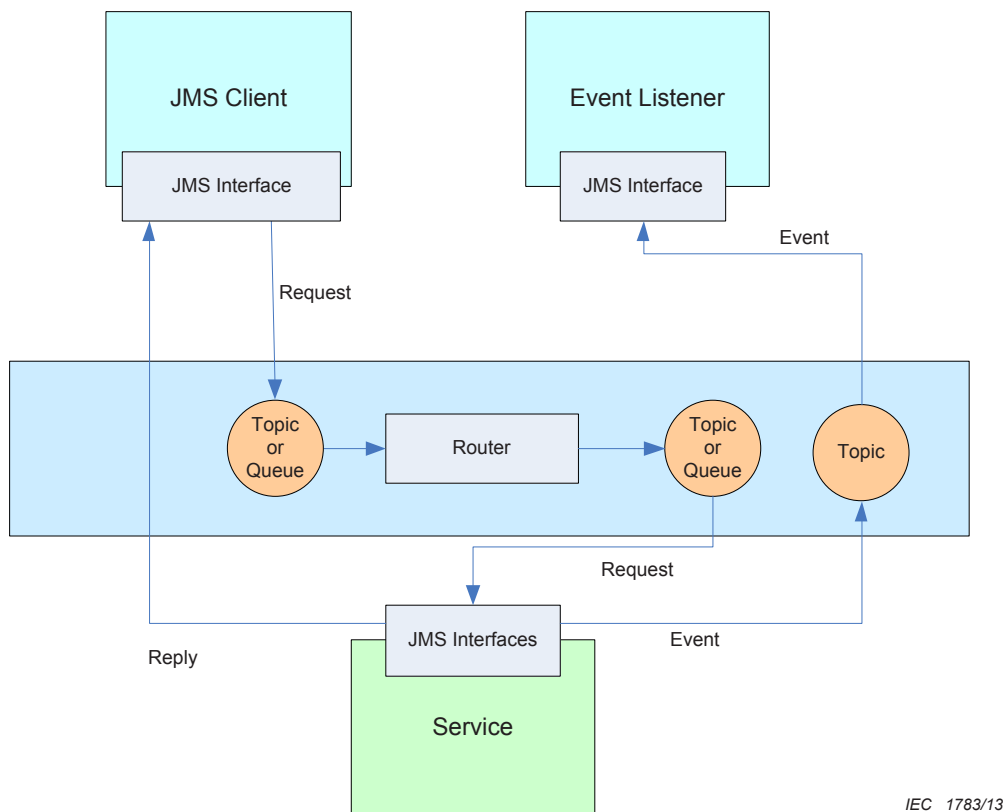 JMS Client
Event Listener
JMS Interface
JMS Interface
Event
Request
Topic
or
Queue
Router
Topic
or
Queue
Topic
Request
JMS Interfaces
Event
Reply
Service
IEC 1783/13